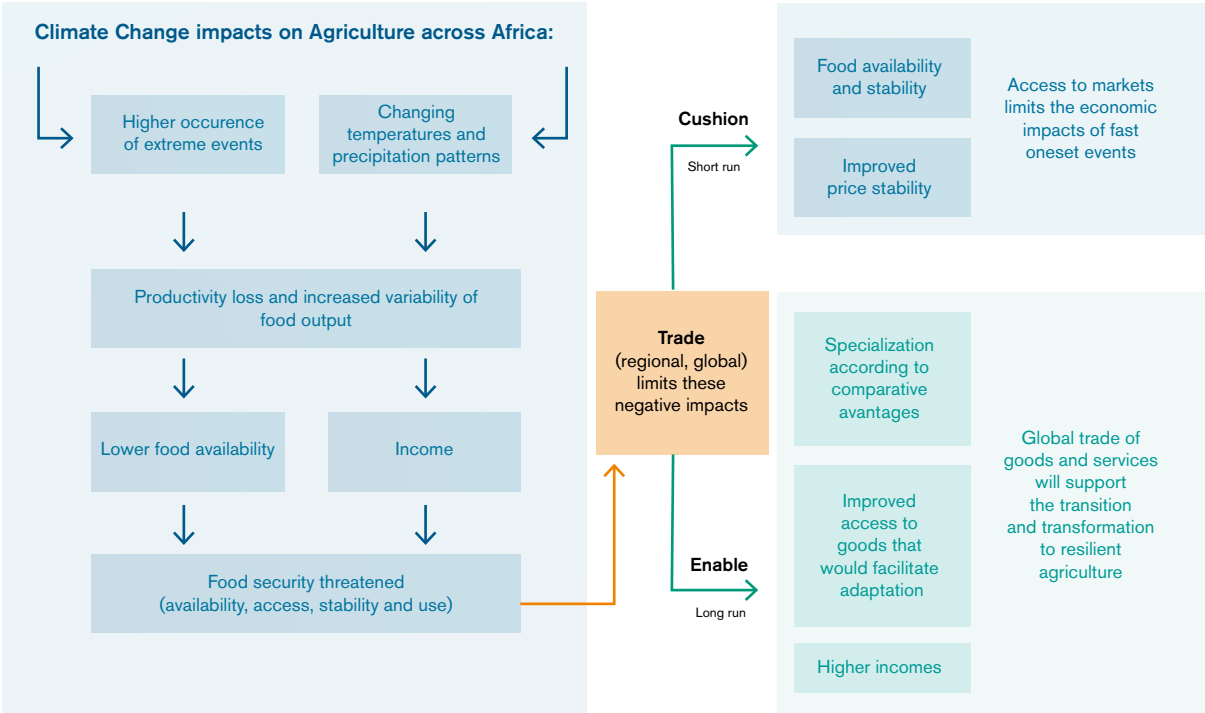 Climate Change impacts on Agriculture across Africa:
Higher occurence
of extreme events
Changing
temperatures and
precipitation patterns
Productivity loss and increased variability of
food output
Lower food availability
Income
Food security threatened
(availability, access, stability and use)
Trade
(regional, global)
limits these
negative impacts
Cushion
Short run
Food availability
and stability
Improved
price stability
Access to markets
limits the economic
impacts of fast
oneset events
Enable
Long run
Specialization
according to
comparative
avantages
Improved
access to
goods that
would facilitate
adaptation
Higher incomes
Global trade of
goods and services
will support
the transition
and transformation
to resilient
agriculture